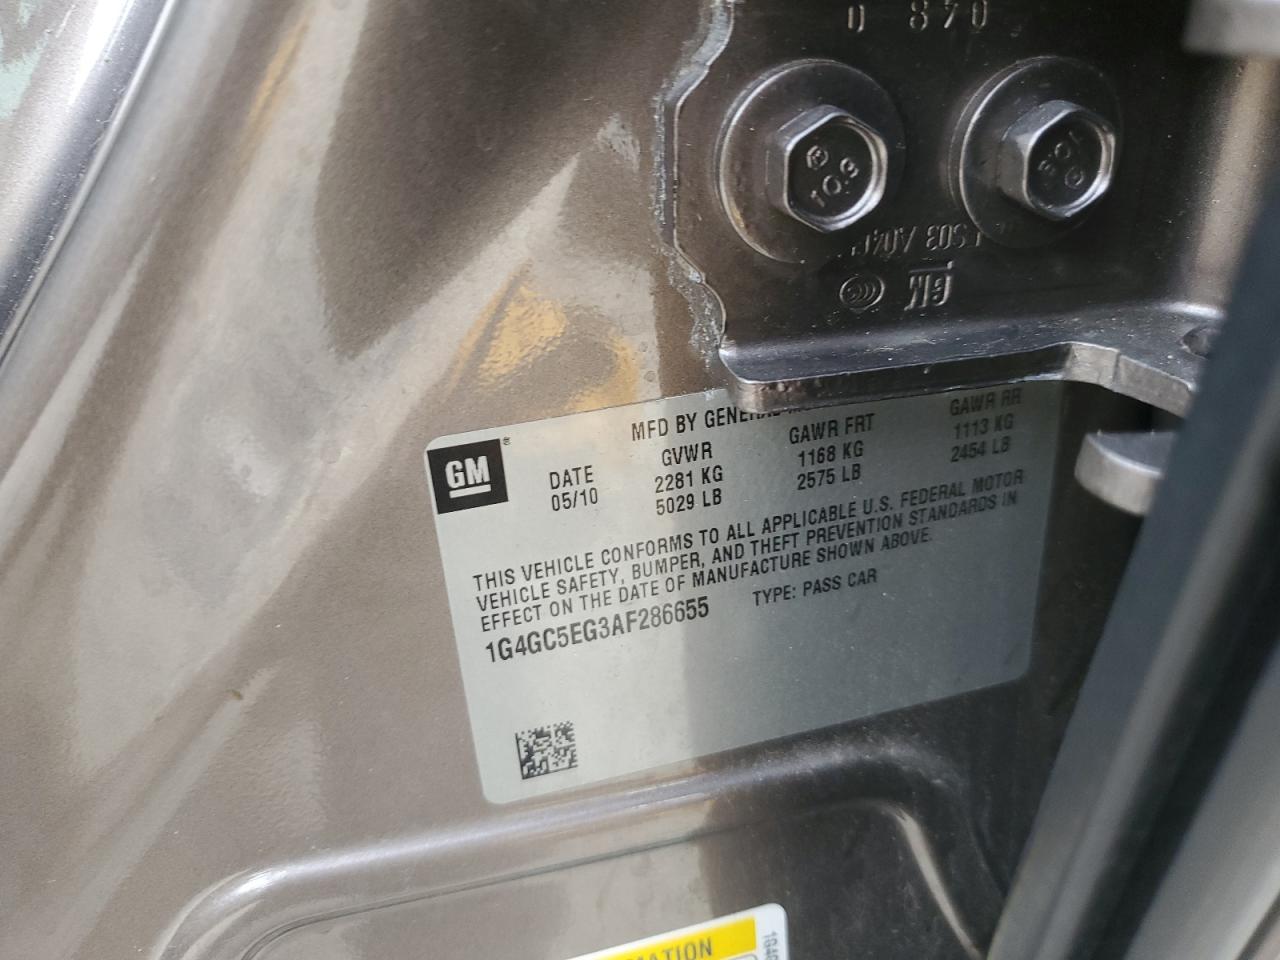 0 8 4 0
10.9
10.9
GM
MFD BY GENERAL
GM ®
DATE
05/10
GVWR
2281 KG
5029 LB
GAWR FRT
1168 KG
2575 LB
GAWR RR
1113 KG
2454 LB
THIS VEHICLE CONFORMS TO ALL APPLICABLE U.S. FEDERAL MOTOR
VEHICLE SAFETY, BUMPER, AND THEFT PREVENTION STANDARDS IN
EFFECT ON THE DATE OF MANUFACTURE SHOWN ABOVE.
1G4GC5EG3AF286655
TYPE: PASS CAR